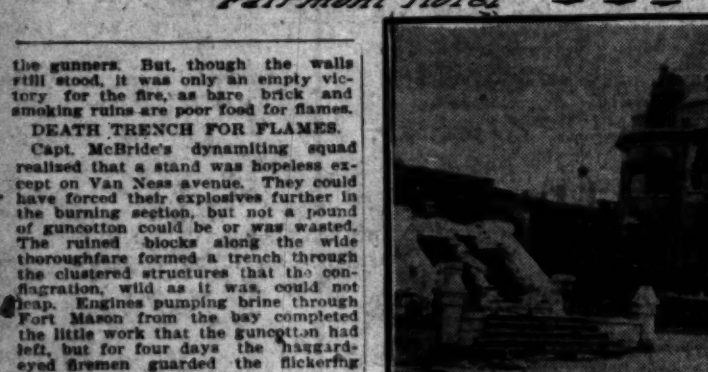 Fairmont Hotel
the gunners. But, though the walls
still stood, it was only an empty vic-
tory for the fire, as bare brick and
smoking ruins are poor food for flames.
DEATH TRENCH FOR FLAMES.
Capt. McBride's dynamiting squad
realized that a stand was hopeless ex-
cept on Van Ness avenue. They could
have forced their explosives further in
the burning section, but not a pound
of guncotton could be or was wasted.
The ruined blocks along the wide
thoroughfare formed a trench through
the clustered structures that the con-
flagration, wild as it was, could not
leap. Engines pumping brine through
Fort Mason from the bay completed
the little work that the guncotton had
left, but for four days the haggard-
eyed firemen guarded the flickering